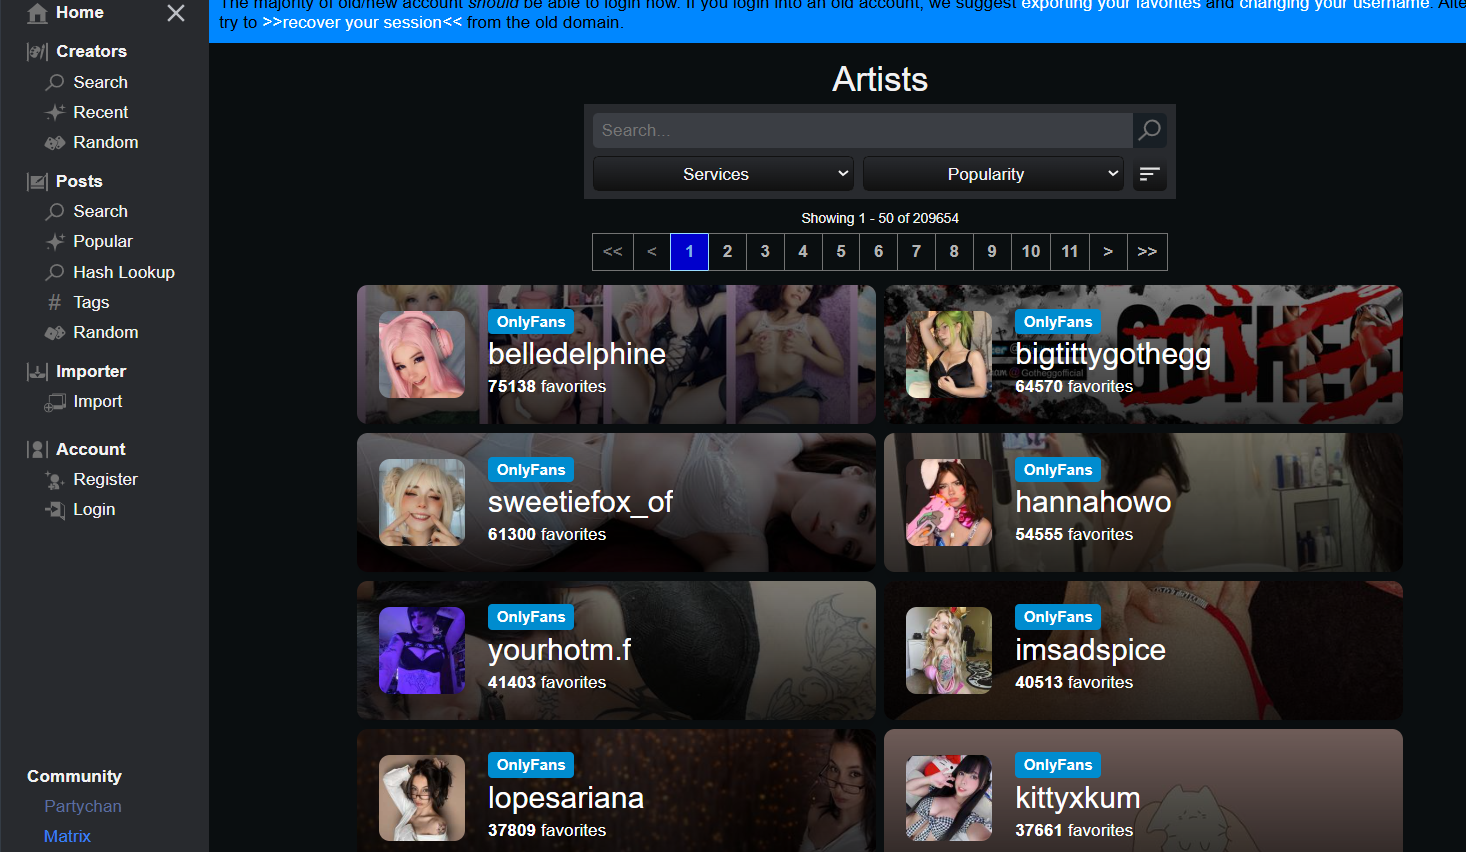 Home
Creators
Search
Recent
Random
Posts
Search
Popular
Hash Lookup
# Tags
Random
Importer
Import
Account
Register
Login
Community
Partychan
Matrix
The majority of old/new account should be able to login now. If you login into an old account, we suggest exporting your favorites and changing your username. Alte
try to >>recover your session<< from the old domain.
Artists
Search...
Services
Popularity
Showing 1 - 50 of 209654
<< < 1 2 3 4 5 6 7 8 9 10 11 > >>
OnlyFans
belledelphine
75138 favorites
OnlyFans
bigtittygothegg
64570 favorites
GOTHEGG
@Gotheggofficial
OnlyFans
sweetiefox_of
61300 favorites
OnlyFans
hannahowo
54555 favorites
OnlyFans
yourhotm.f
41403 favorites
OnlyFans
imsadspice
40513 favorites
OnlyFans
lopesariana
37809 favorites
OnlyFans
kittyxkum
37661 favorites